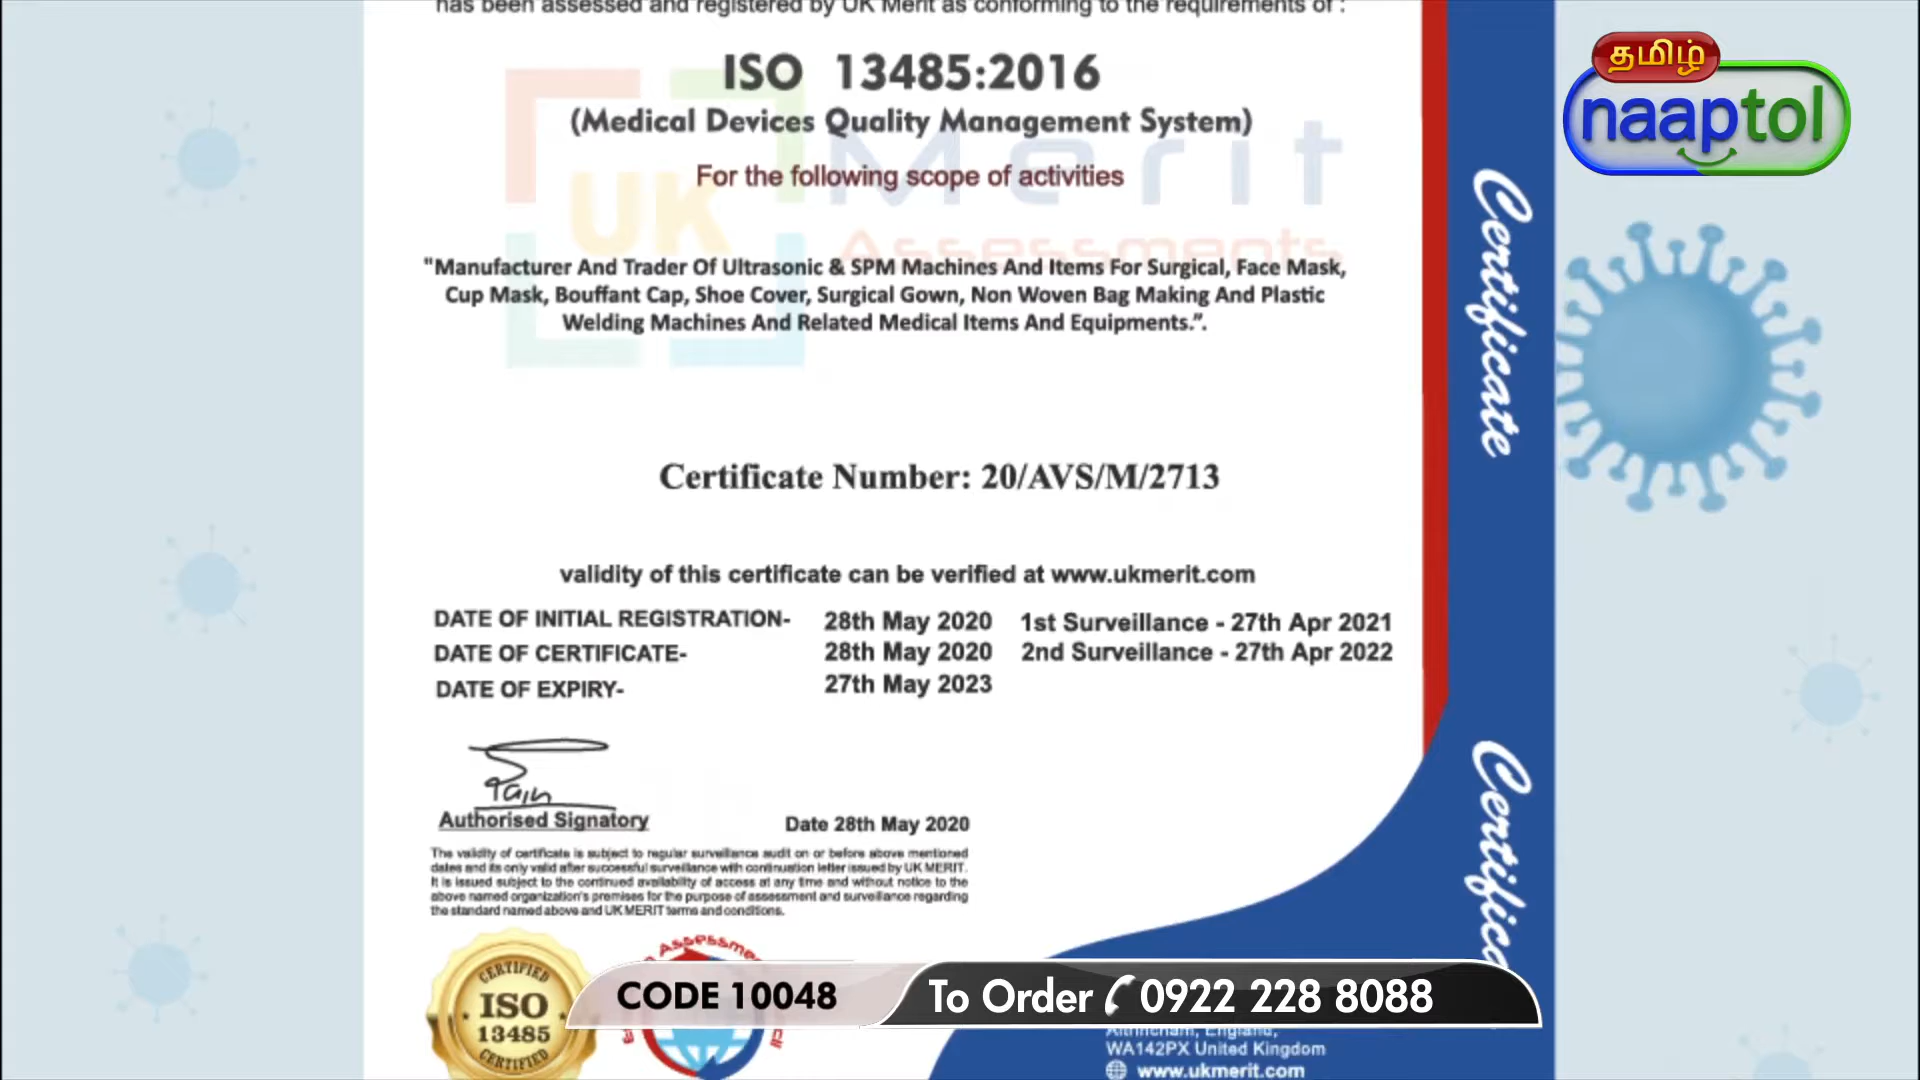 has been assessed and registered by UK Merit as conforming to the requirements of :
ISO 13485:2016
(Medical Devices Quality Management System)
For the following scope of activities
UK Merit
Assessments
"Manufacturer And Trader Of Ultrasonic & SPM Machines And Items For Surgical, Face Mask,
Cup Mask, Bouffant Cap, Shoe Cover, Surgical Gown, Non Woven Bag Making And Plastic
Welding Machines And Related Medical Items And Equipments.”.
Certificate Number: 20/AVS/M/2713
validity of this certificate can be verified at www.ukmerit.com
DATE OF INITIAL REGISTRATION- 28th May 2020 1st Surveillance - 27th Apr 2021
DATE OF CERTIFICATE- 28th May 2020 2nd Surveillance - 27th Apr 2022
DATE OF EXPIRY- 27th May 2023
Authorised Signatory Date 28th May 2020
The validity of certificate is subject to regular surveillance audit on or before above mentioned
dates and its only valid after successful surveillance with continuation letter issued by UK MERIT.
It is issued subject to the continued availability of access at any time and without notice to the
above named organization's premises for the purpose of assessment and surveillance regarding
the standard named above and UK MERIT terms and conditions.
CERTIFIED
ISO
13485
CERTIFIED
Assessme
CODE 10048
To Order 0922 228 8088
Altrincham, England,
WA142PX United Kingdom
www.ukmerit.com
Certificate
Certifica
தமிழ்
naaptol